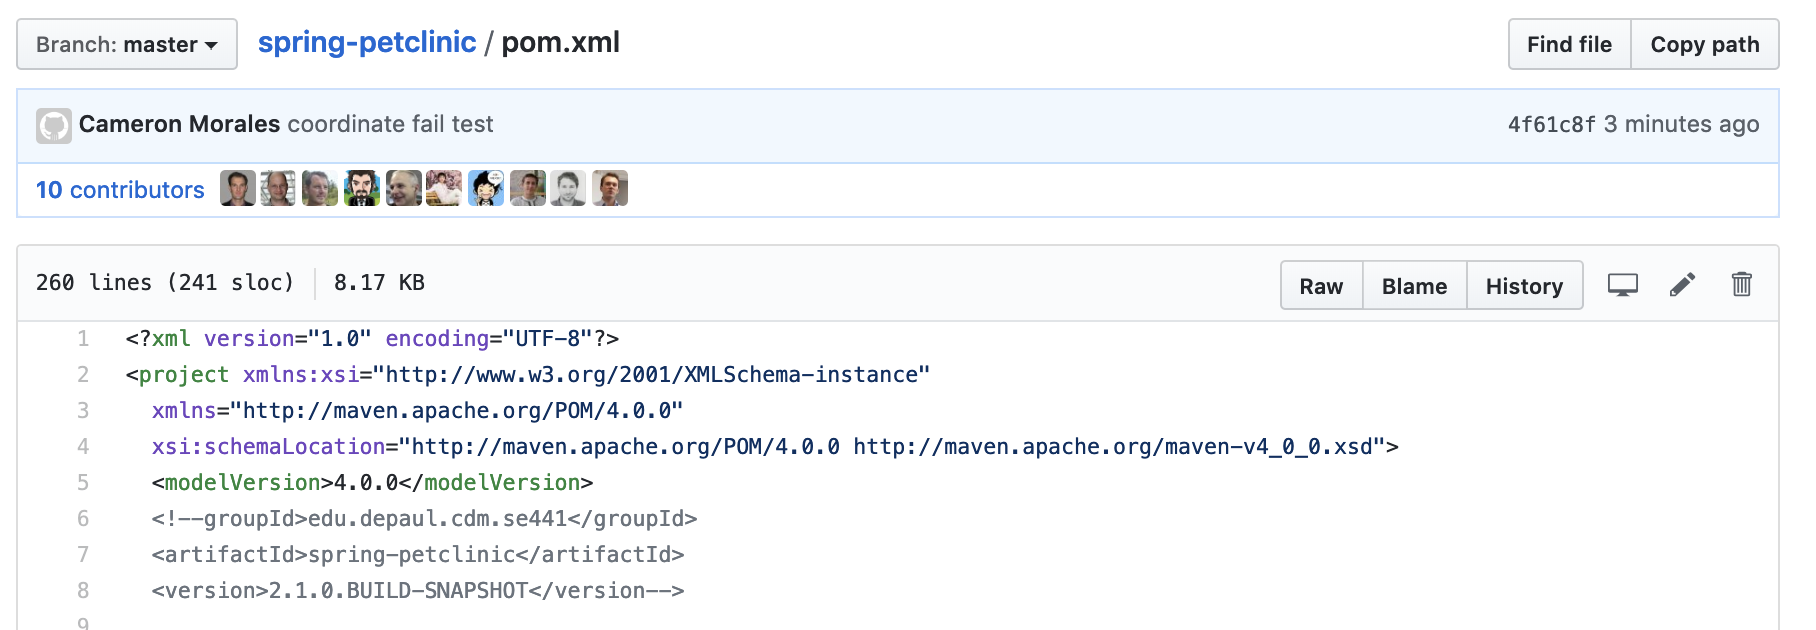 Branch: master spring-petclinic / pom.xml Find file Copy path
Cameron Morales coordinate fail test 4f61c8f 3 minutes ago
10 contributors
260 lines (241 sloc) 8.17 KB Raw Blame History
1 <?xml version="1.0" encoding="UTF-8"?>
2 <project xmlns:xsi="http://www.w3.org/2001/XMLSchema-instance"
3 xmlns="http://maven.apache.org/POM/4.0.0"
4 xsi:schemaLocation="http://maven.apache.org/POM/4.0.0 http://maven.apache.org/maven-v4_0_0.xsd">
5 <modelVersion>4.0.0</modelVersion>
6 <!--groupId>edu.depaul.cdm.se441</groupId>
7 <artifactId>spring-petclinic</artifactId>
8 <version>2.1.0.BUILD-SNAPSHOT</version-->
9